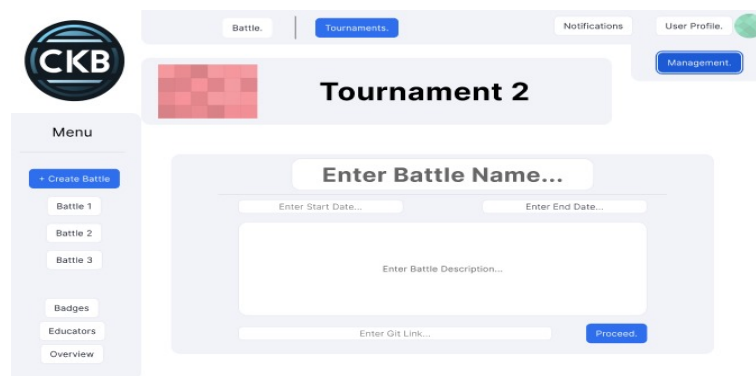 CKB
Battle.
Tournaments.
Notifications
User Profile.
Management.
Tournament 2
Menu
+ Create Battle
Battle 1
Battle 2
Battle 3
Badges
Educators
Overview
Enter Battle Name...
Enter Start Date...
Enter End Date...
Enter Battle Description...
Enter Git Link...
Proceed.